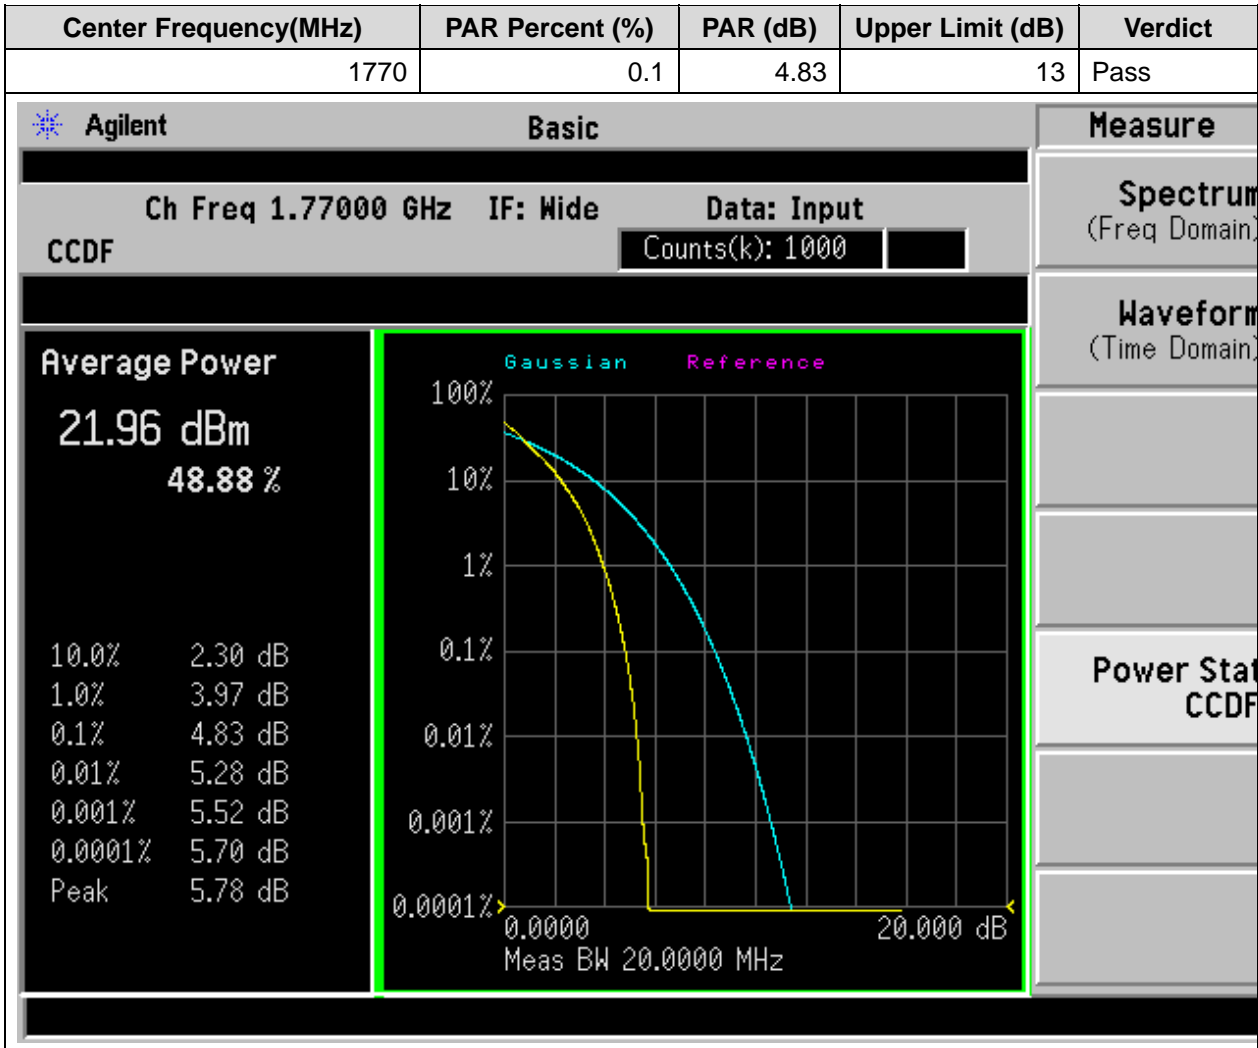 Center Frequency(MHz) PAR Percent (%) PAR (dB) Upper Limit (dB) Verdict
1770 0.1 4.83 13 Pass
Agilent Basic Measure
Ch Freq 1.77000 GHz IF: Wide Data: Input
CCDF Counts(k): 1000
Spectrum
(Freq Domain)
Waveform
(Time Domain)
Power Stat
CCDF
Average Power
21.96 dBm
48.88 %
10.0% 2.30 dB
1.0% 3.97 dB
0.1% 4.83 dB
0.01% 5.28 dB
0.001% 5.52 dB
0.0001% 5.70 dB
Peak 5.78 dB
Gaussian Reference
100%
10%
1%
0.1%
0.01%
0.001%
0.0001%
0.0000 20.000 dB
Meas BW 20.0000 MHz